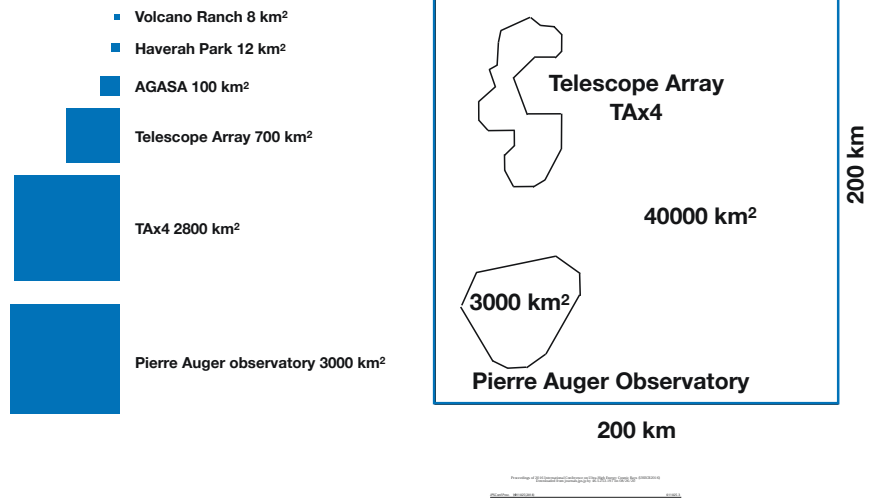 Volcano Ranch 8 km²
Haverah Park 12 km²
AGASA 100 km²
Telescope Array 700 km²
TAx4 2800 km²
Pierre Auger observatory 3000 km²
Telescope Array
TAx4
40000 km²
200 km
3000 km²
Pierre Auger Observatory
200 km